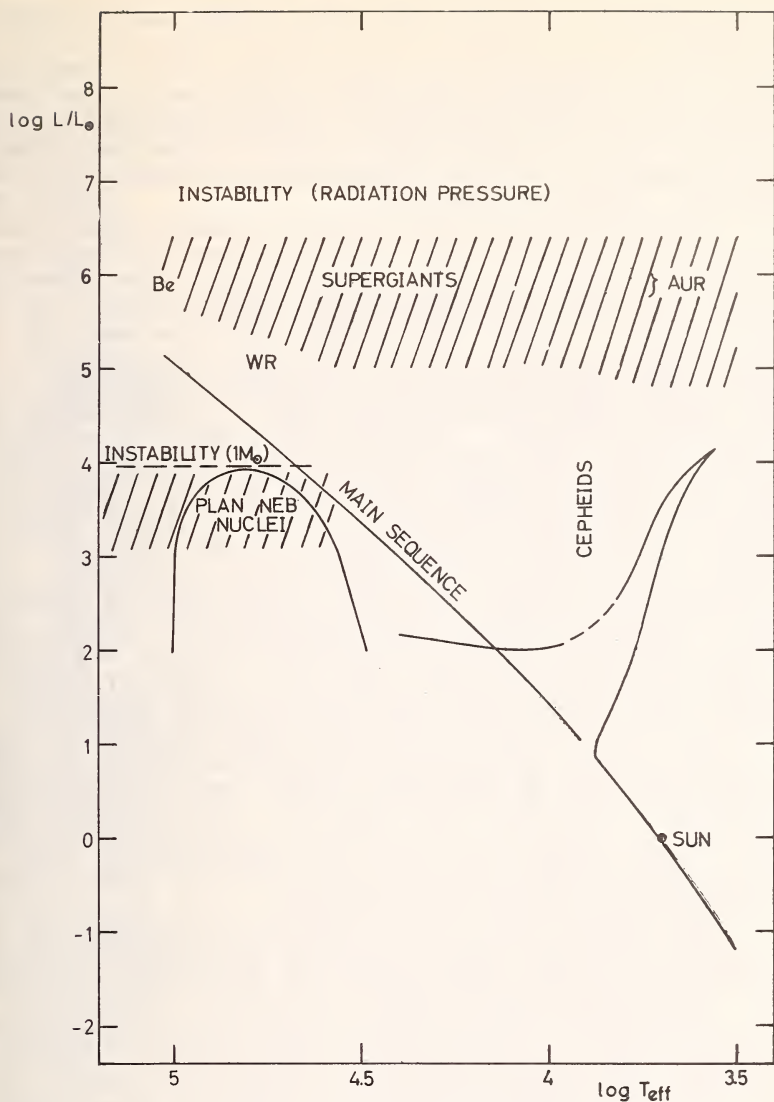 8
log L/L⊙
7
INSTABILITY (RADIATION PRESSURE)
6
Be
SUPERGIANTS
} AUR
5
WR
INSTABILITY (1M⊙)
4
PLAN NEB
NUCLEI
MAIN SEQUENCE
CEPHEIDS
3
2
1
0
SUN
-1
-2
5
4.5
4
3.5
log Teff